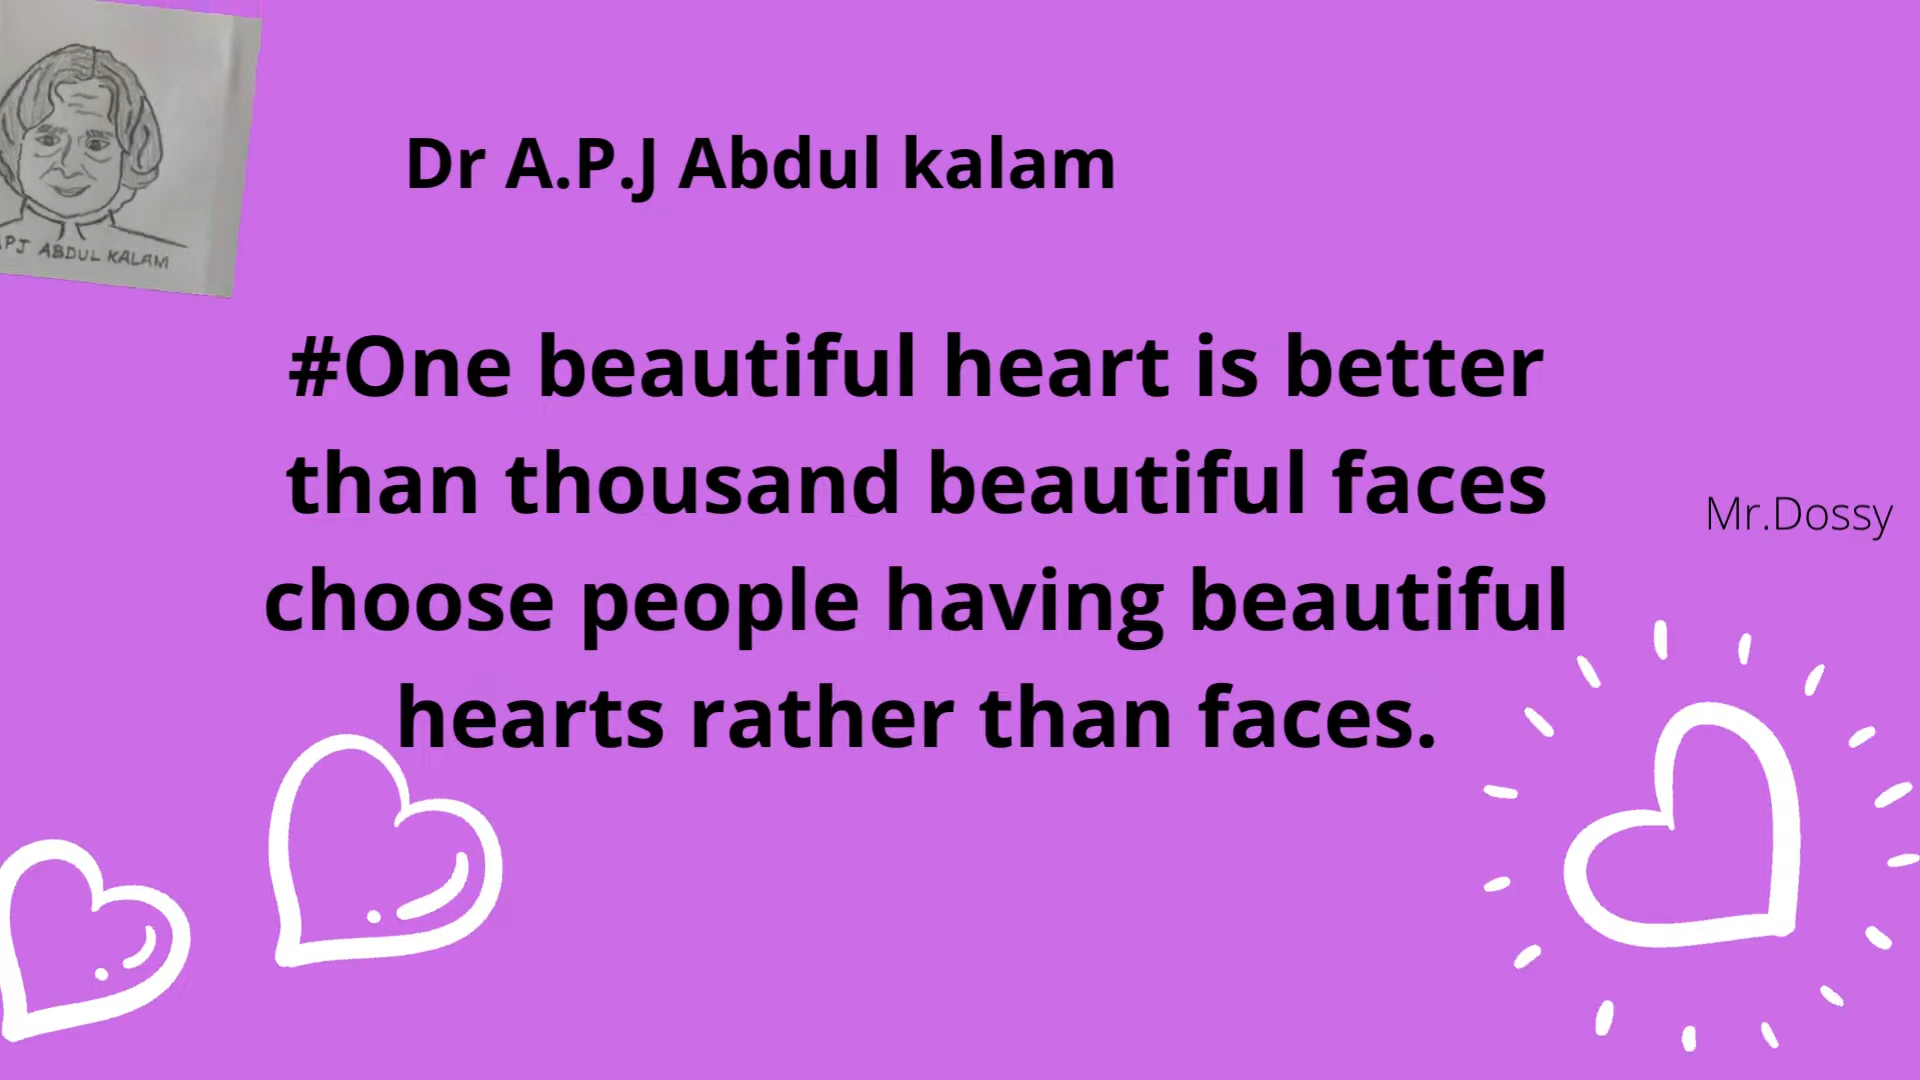 APJ ABDUL KALAM
Dr A.P.J Abdul kalam
#One beautiful heart is better
than thousand beautiful faces
choose people having beautiful
hearts rather than faces.
Mr.Dossy